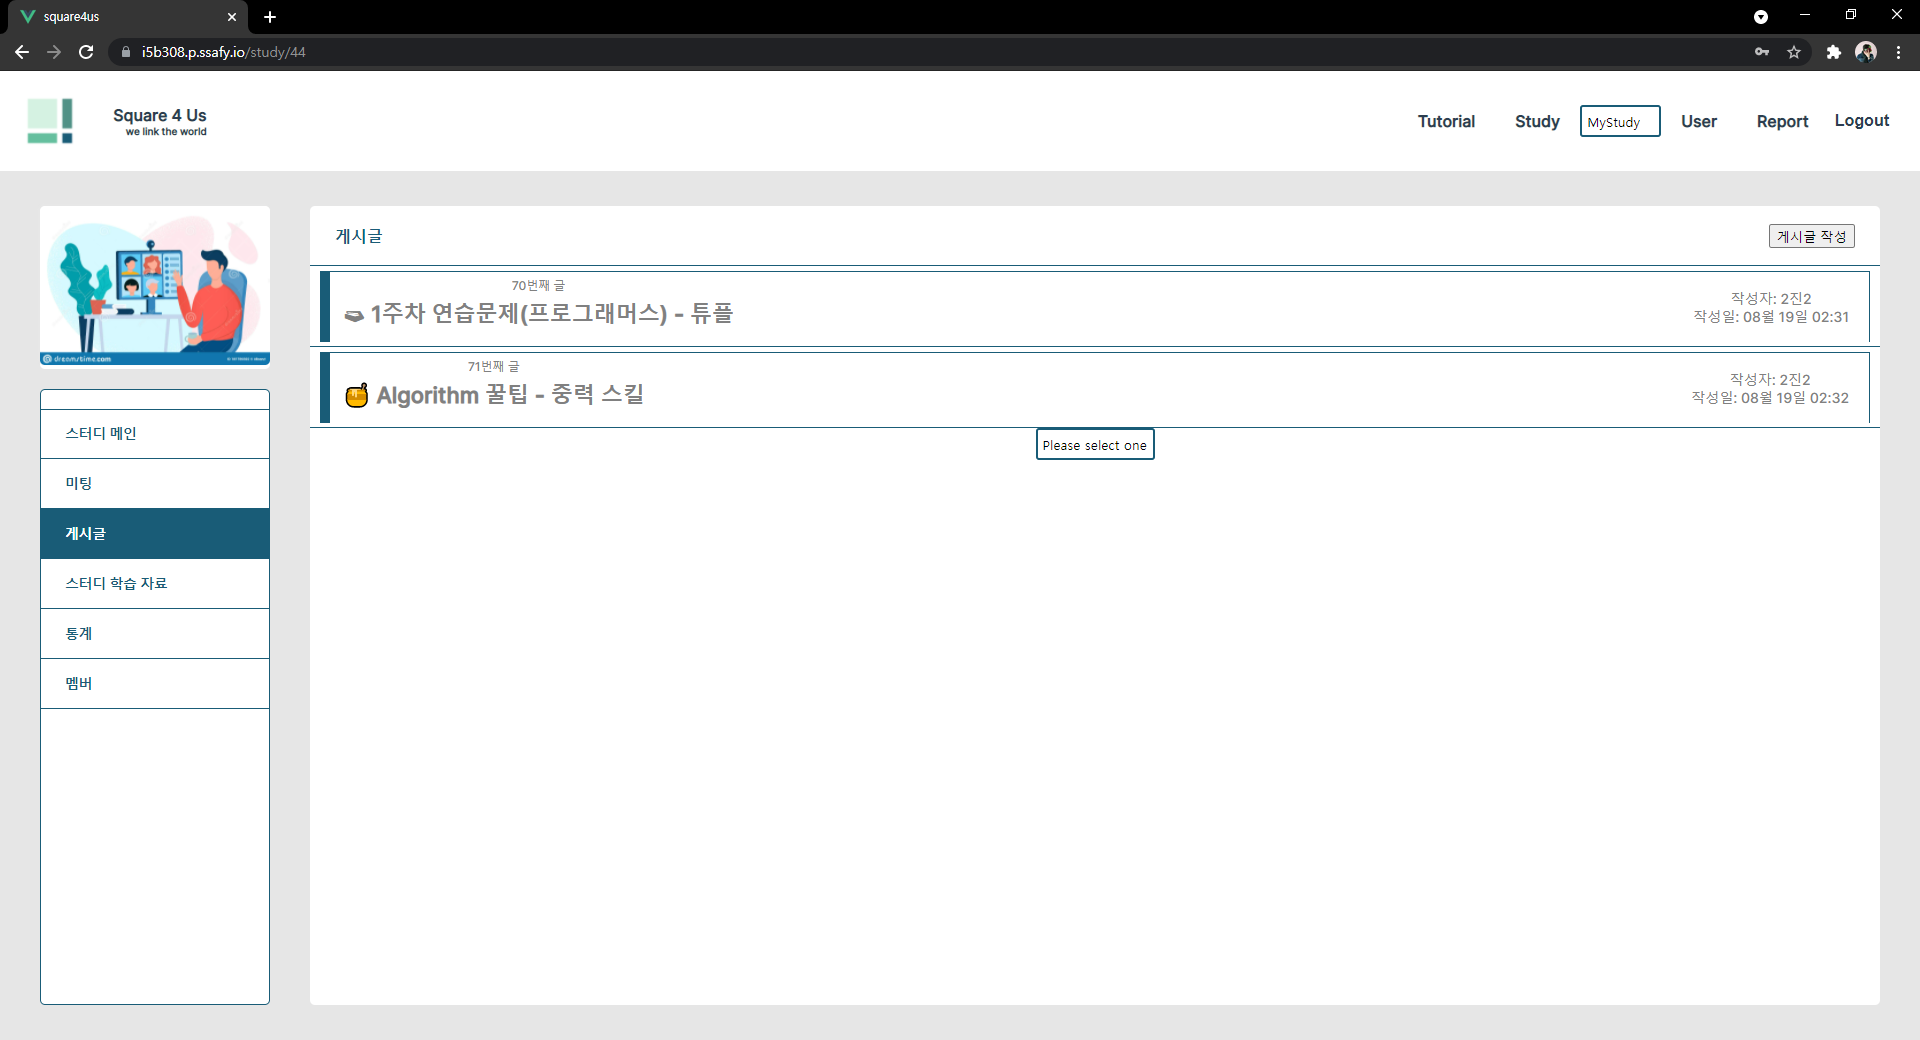 square4us
i5b308.p.ssafy.io/study/44
Square 4 Us
we link the world
Tutorial
Study
MyStudy
User
Report
Logout
dreamstime.com
스터디 메인
미팅
게시글
스터디 학습 자료
통계
멤버
게시글
게시글 작성
70번째 글
1주차 연습문제(프로그래머스) - 튜플
작성자: 2진2
작성일: 08월 19일 02:31
71번째 글
Algorithm 꿀팁 - 중력 스킬
작성자: 2진2
작성일: 08월 19일 02:32
Please select one